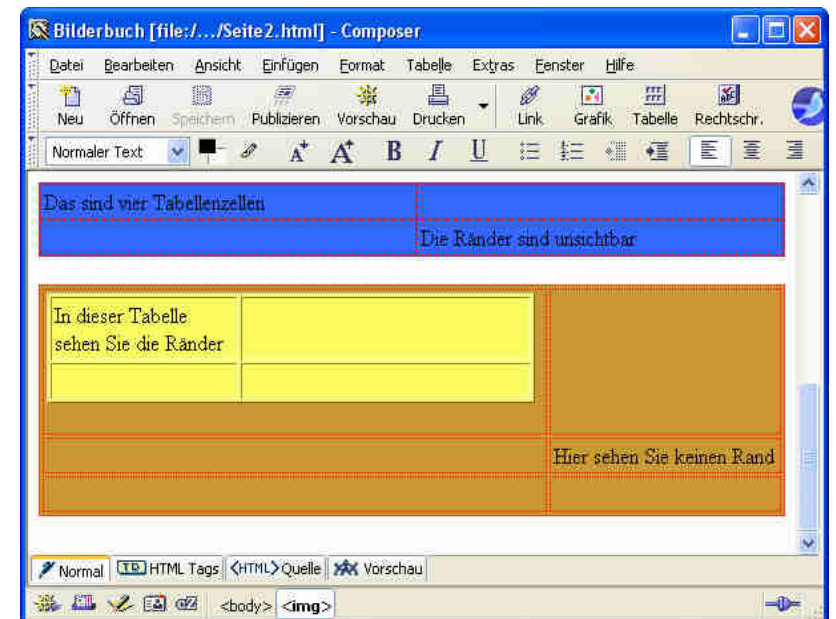 Bilderbuch [file:/.../Seite2.html] - Composer
Datei Bearbeiten Ansicht Einfügen Format Tabelle Extras Fenster Hilfe
Neu Öffnen Speichern Publizieren Vorschau Drucken Link Grafik Tabelle Rechtschr.
Normaler Text A A B I U
Das sind vier Tabellenzellen
Die Ränder sind unsichtbar
In dieser Tabelle
sehen Sie die Ränder
Hier sehen Sie keinen Rand
Normal TD HTML Tags <HTML> Quelle Vorschau
<body> <img>